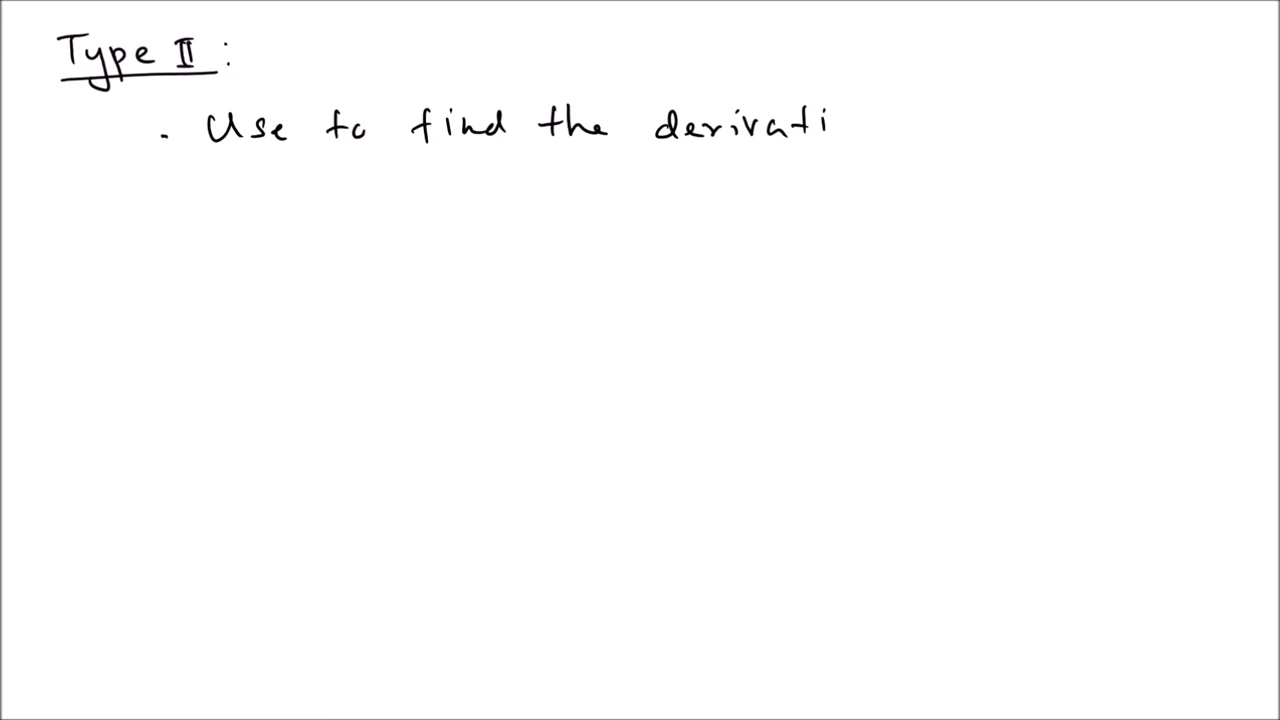 Type II :
. Use to find the derivati